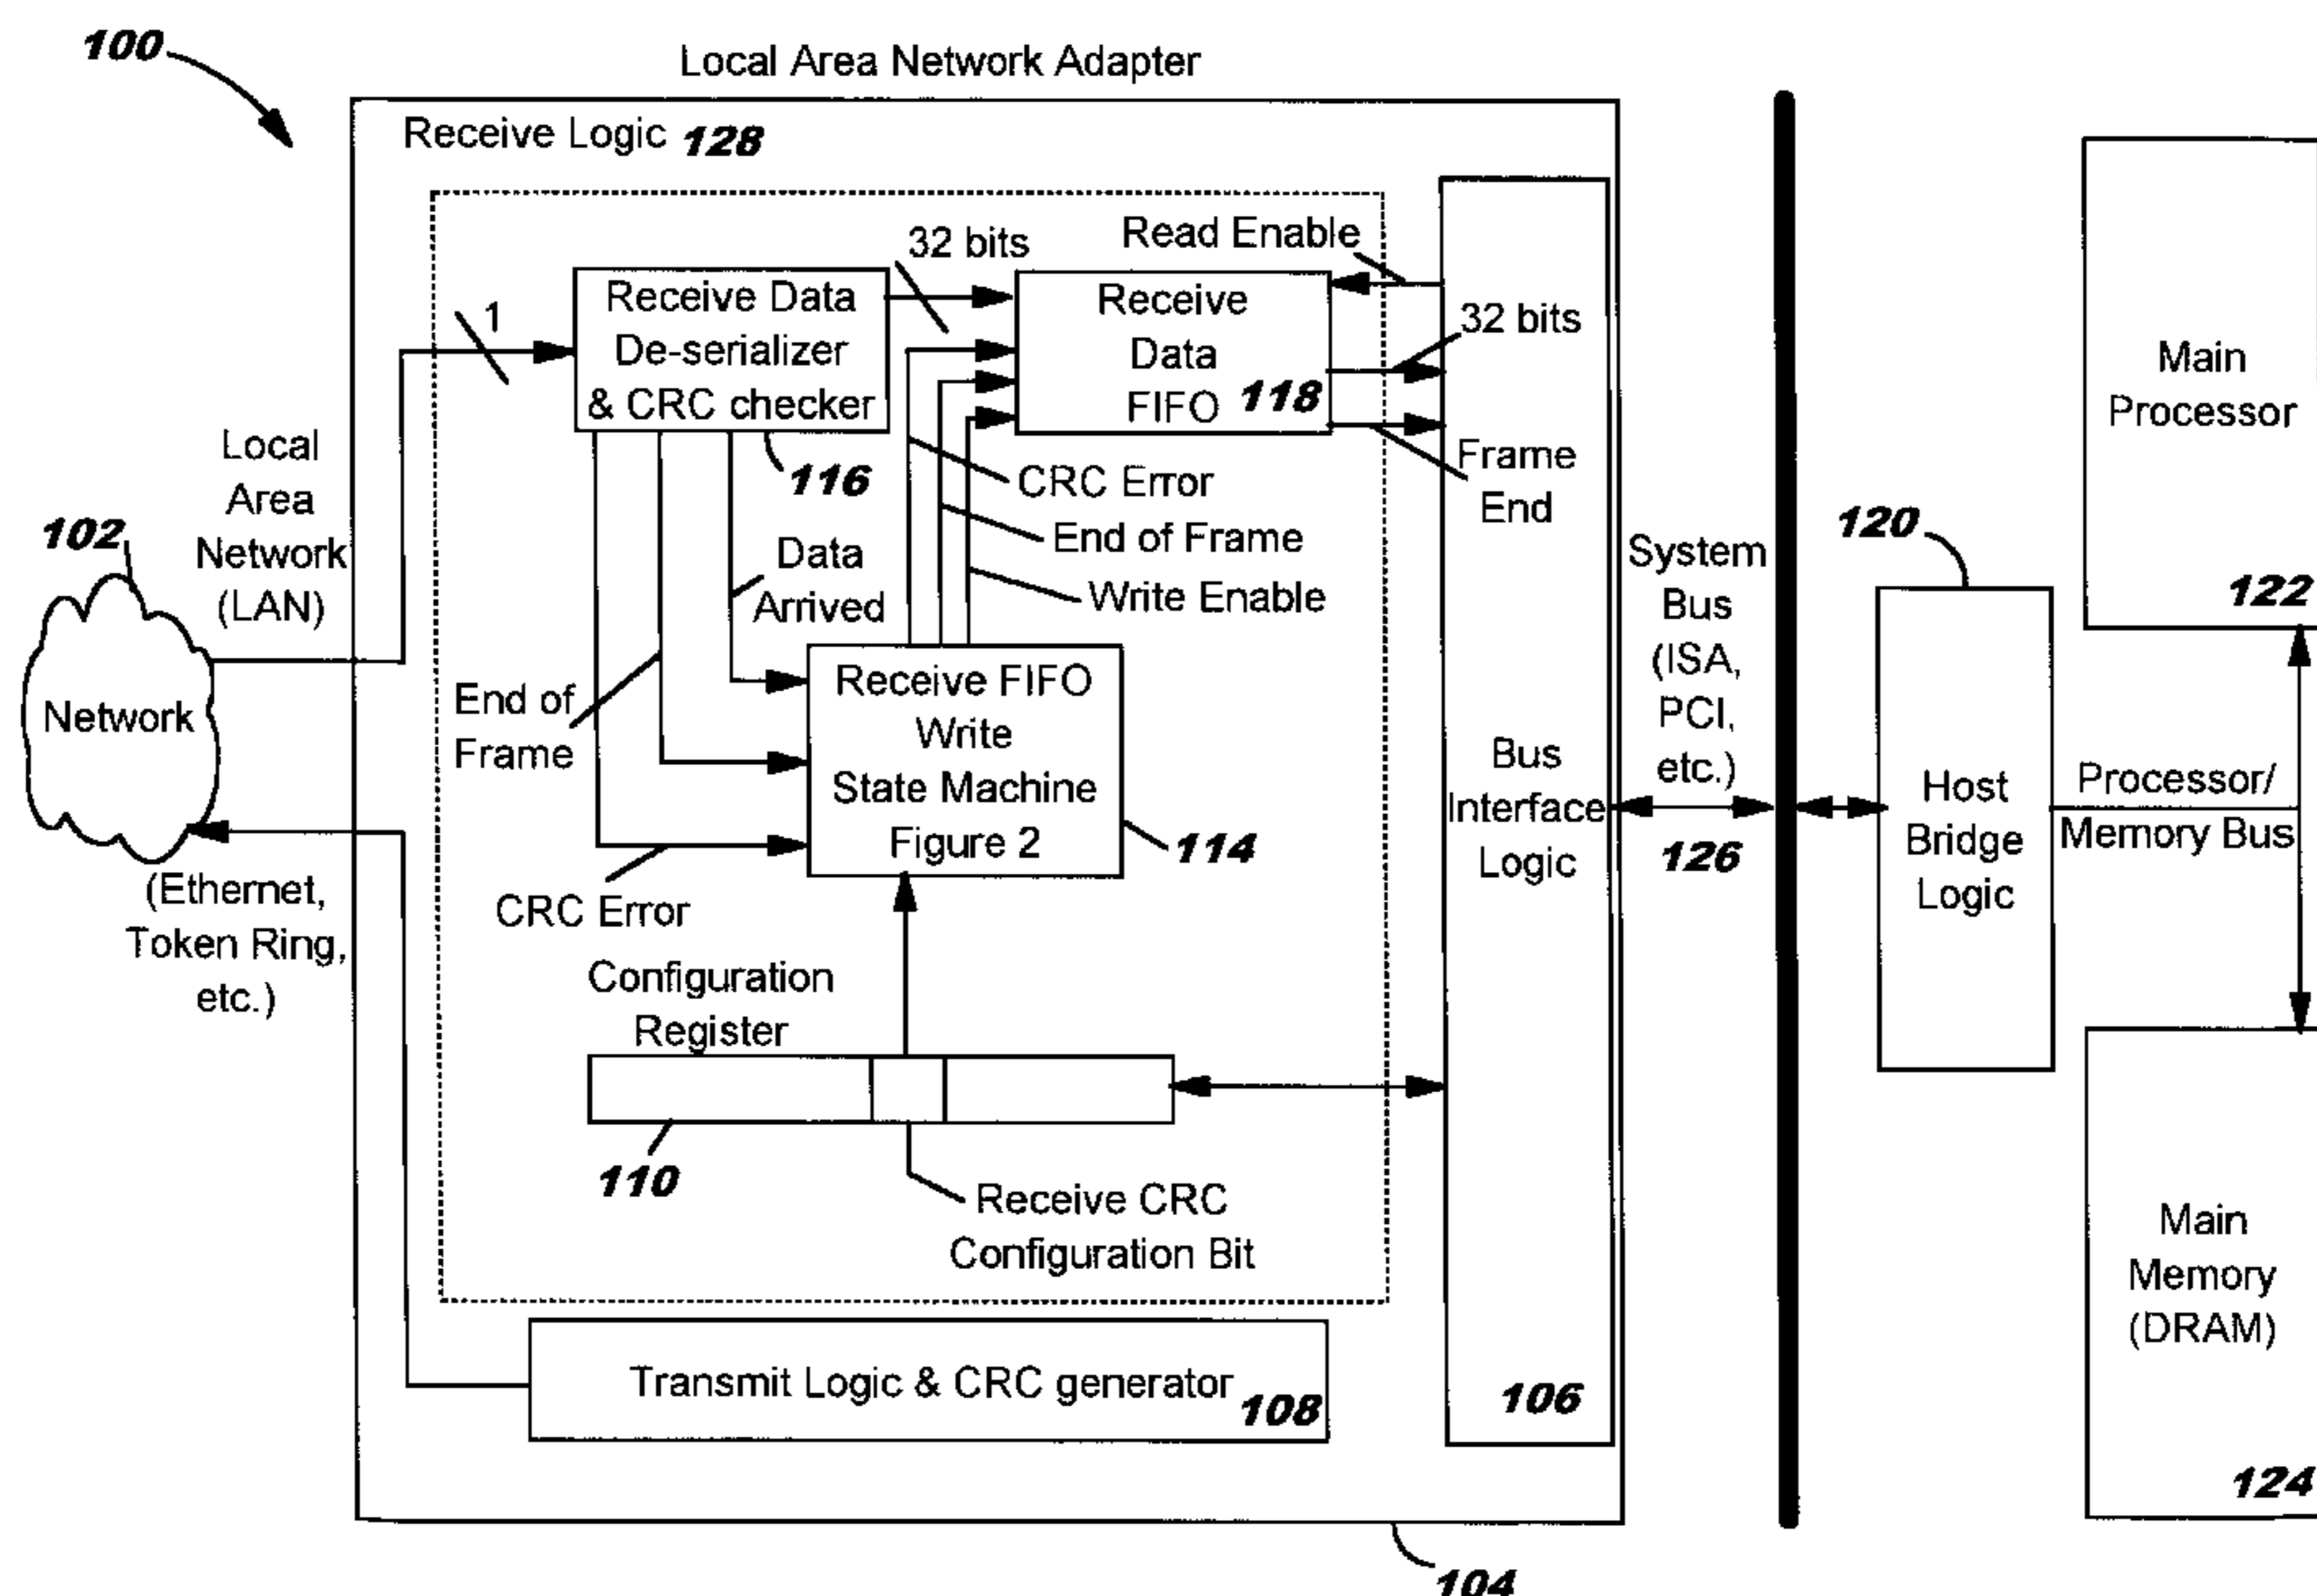 100
Local Area Network Adapter
Receive Logic 128
1
Receive Data
De-serializer
& CRC checker
116
32 bits
Receive
Data
FIFO 118
Read Enable
32 bits
Frame
End
CRC Error
End of Frame
Write Enable
Data
Arrived
End of
Frame
CRC Error
Receive FIFO
Write
State Machine
Figure 2
114
Configuration
Register
110
Receive CRC
Configuration Bit
Transmit Logic & CRC generator
108
Bus
Interface
Logic
106
104
Local
Area
Network
(LAN)
102
Network
(Ethernet,
Token Ring,
etc.)
System
Bus
(ISA,
PCI,
etc.)
126
120
Host
Bridge
Logic
Processor/
Memory Bus
Main
Processor
122
Main
Memory
(DRAM)
124